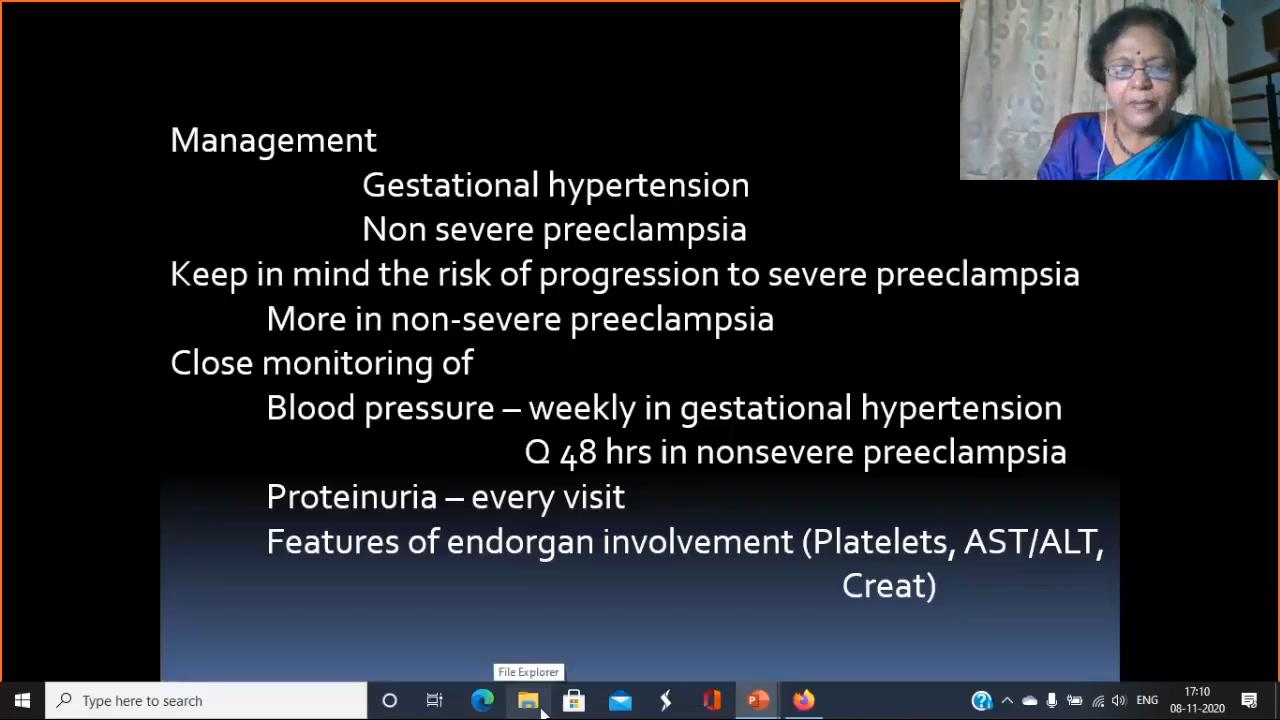 Management
Gestational hypertension
Non severe preeclampsia
Keep in mind the risk of progression to severe preeclampsia
More in non-severe preeclampsia
Close monitoring of
Blood pressure – weekly in gestational hypertension
Q 48 hrs in nonsevere preeclampsia
Proteinuria – every visit
Features of endorgan involvement (Platelets, AST/ALT,
Creat)
File Explorer
Type here to search
ENG
17:10
08-11-2020